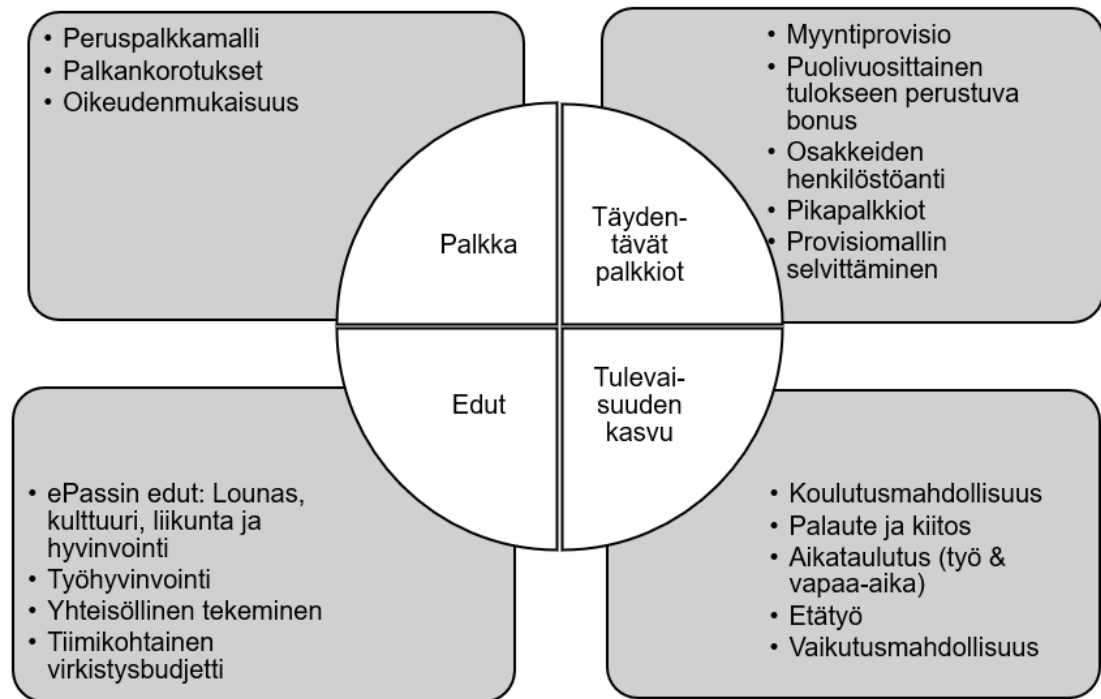 • Peruspalkkamalli
• Palkankorotukset
• Oikeudenmukaisuus
• Myyntiprovisio
• Puolivuosittainen
tulokseen perustuva
bonus
• Osakkeiden
henkilöstöanti
• Pikapalkkiot
• Provisiomallin
selvittäminen
Palkka
Täyden-
tävät
palkkiot
Edut
Tulevai-
suuden
kasvu
• ePassin edut: Lounas,
kulttuuri, liikunta ja
hyvinvointi
• Työhyvinvointi
• Yhteisöllinen tekeminen
• Tiimikohtainen
virkistysbudjetti
• Koulutusmahdollisuus
• Palaute ja kiitos
• Aikataulutus (työ &
vapaa-aika)
• Etätyö
• Vaikutusmahdollisuus